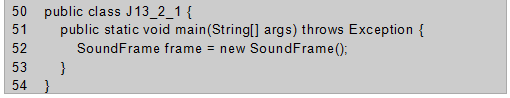 50 public class J13_2_1 {
51 public static void main(String[] args) throws Exception {
52 SoundFrame frame = new SoundFrame();
53 }
54 }